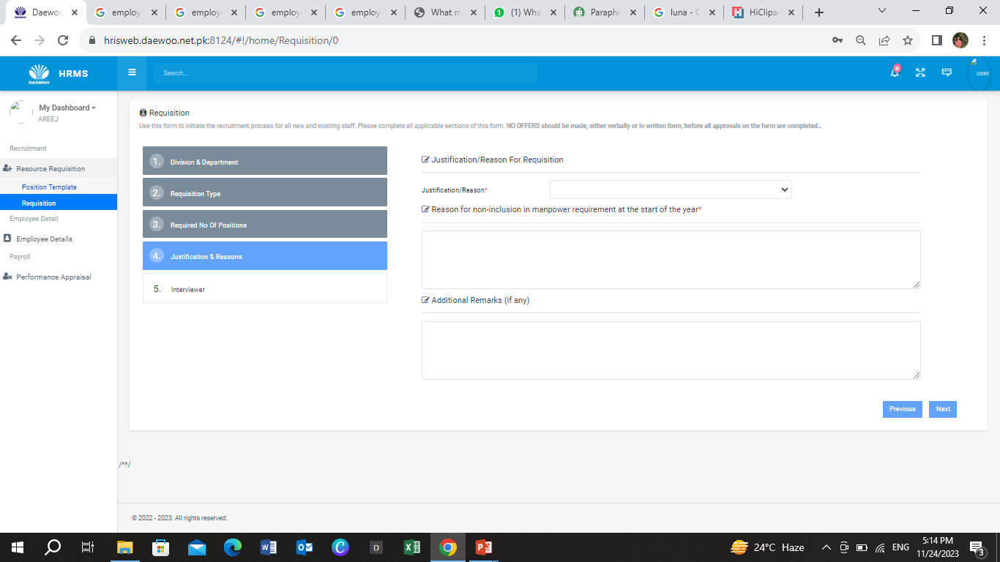 Daewoo
employ
employ
employ
employ
What m
(1) Wha
Paraphr
luna - G
HiClipa
hrisweb.daewoo.net.pk:8124/#!/home/Requisition/0
DAEWOO
HRMS
Search...
0
user
My Dashboard
AREEJ
Recruitment
Resource Requisition
Position Template
Requisition
Employee Detail
Employee Details
Payroll
Performance Appraisal
Requisition
Use this form to initiate the recruitment process for all new and existing staff. Please complete all applicable sections of this form. NO OFFERS should be made, either verbally or in written form, before all approvals on the form are completed..
1. Division & Department
2. Requisition Type
3. Required No Of Positions
4. Justification & Reasons
5. Interviewer
Justification/Reason For Requisition
Justification/Reason*
Reason for non-inclusion in manpower requirement at the start of the year*
Additional Remarks (if any)
Previous
Next
/**/
© 2022 - 2023. All rights reserved.
24°C Haze
ENG
5:14 PM
11/24/2023
3